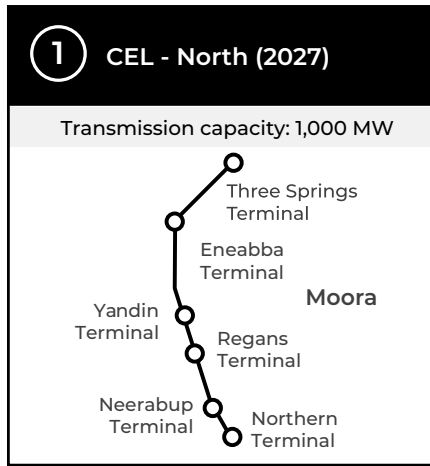 1
CEL - North (2027)
Transmission capacity: 1,000 MW
Three Springs
Terminal
Eneabba
Terminal
Moora
Yandin
Terminal
Regans
Terminal
Neerabup
Terminal
Northern
Terminal